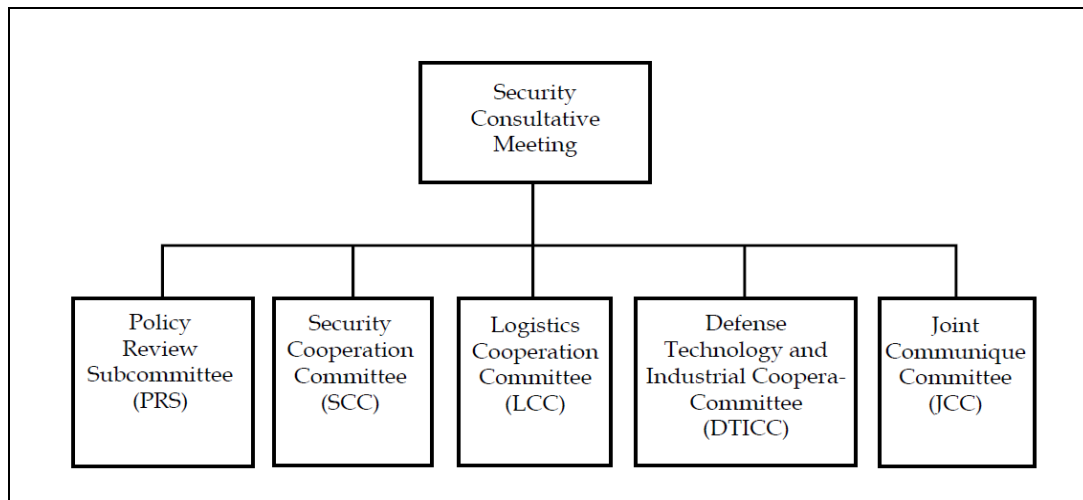 Security
Consultative
Meeting
Policy
Review
Subcommittee
(PRS)
Security
Cooperation
Committee
(SCC)
Logistics
Cooperation
Committee
(LCC)
Defense
Technology and
Industrial Coopera-
Committee
(DTICC)
Joint
Communique
Committee
(JCC)